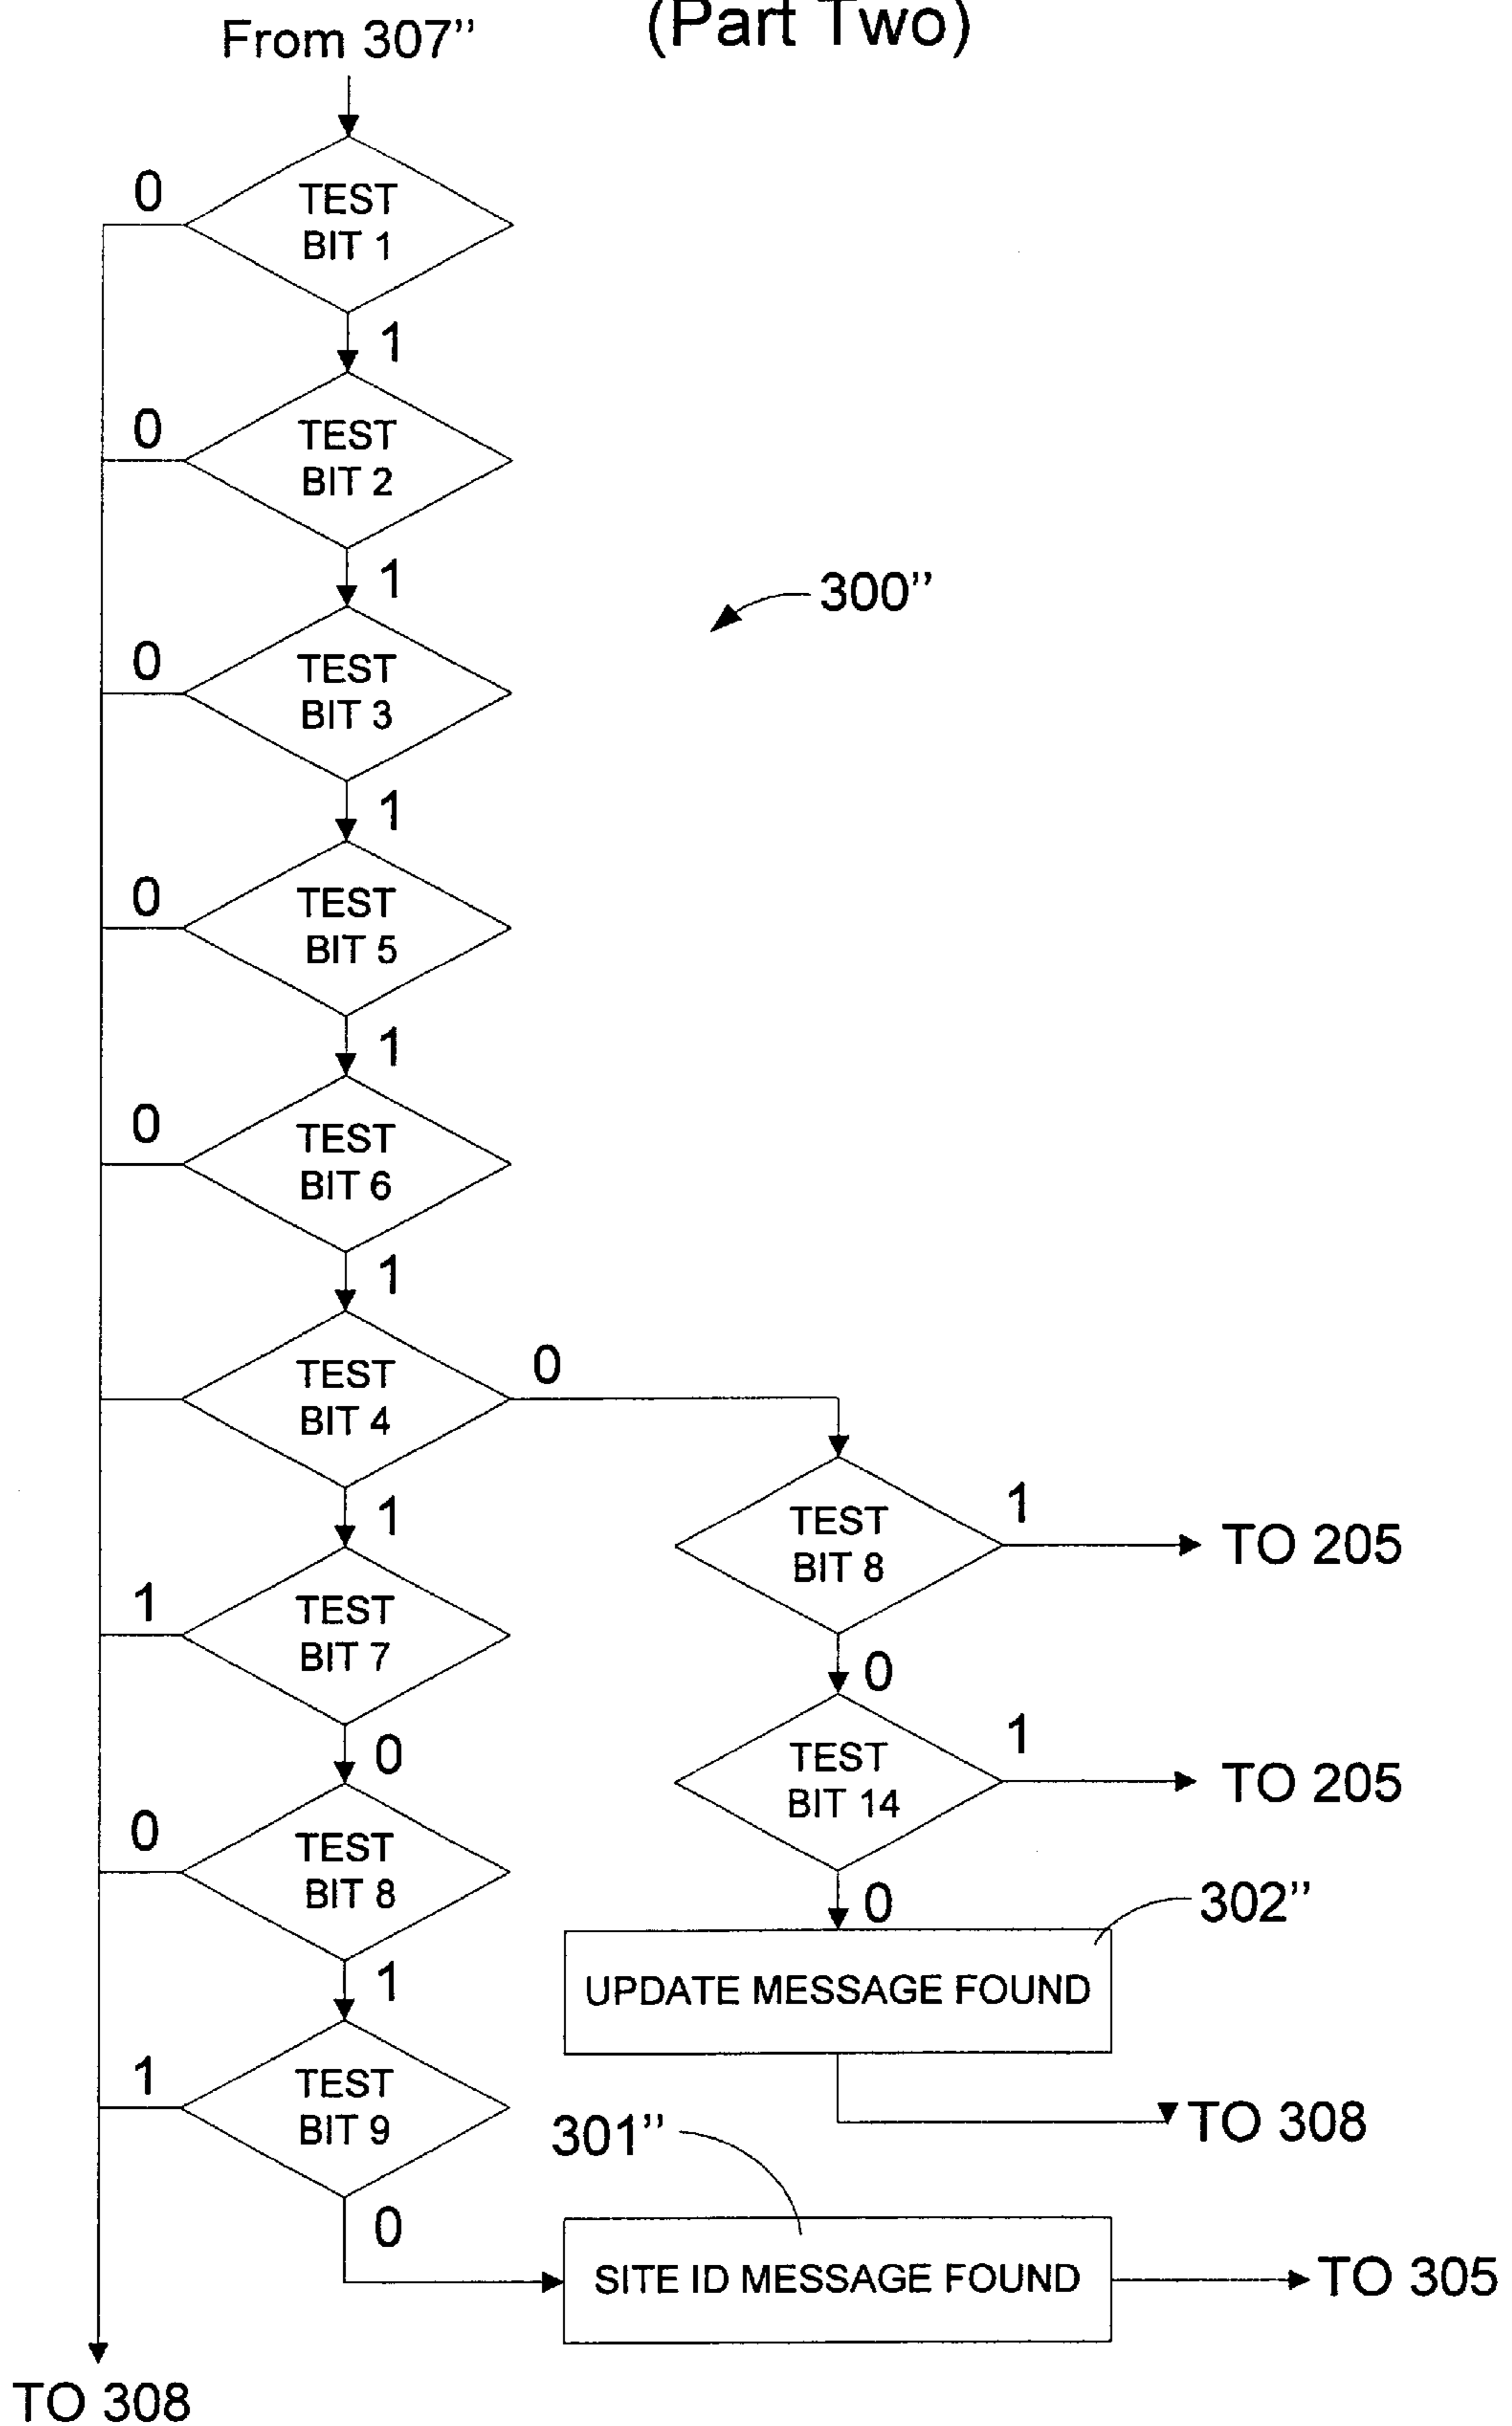 (Part Two)
From 307’’
0
TEST
BIT 1
1
0
TEST
BIT 2
1
300’’
0
TEST
BIT 3
1
0
TEST
BIT 5
1
0
TEST
BIT 6
1
TEST
BIT 4
0
1
TEST
BIT 8
1
TO 205
1
TEST
BIT 7
0
0
TEST
BIT 14
1
TO 205
0
TEST
BIT 8
0
302’’
1
UPDATE MESSAGE FOUND
TO 308
1
TEST
BIT 9
301’’
0
SITE ID MESSAGE FOUND
TO 305
TO 308